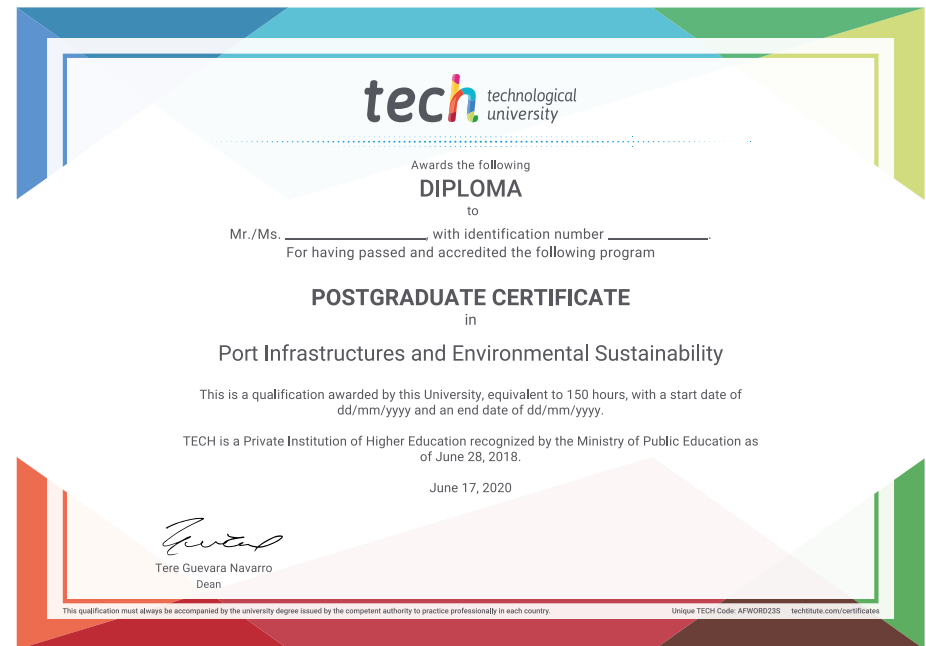 tech technological
university
Awards the following
DIPLOMA
to
Mr./Ms. ____________________, with identification number ______________.
For having passed and accredited the following program
POSTGRADUATE CERTIFICATE
in
Port Infrastructures and Environmental Sustainability
This is a qualification awarded by this University, equivalent to 150 hours, with a start date of
dd/mm/yyyy and an end date of dd/mm/yyyy.
TECH is a Private Institution of Higher Education recognized by the Ministry of Public Education as
of June 28, 2018.
June 17, 2020
Tere Guevara Navarro
Dean
This qualification must always be accompanied by the university degree issued by the competent authority to practice professionally in each country.
Unique TECH Code: AFWORD23S techtitute.com/certificates